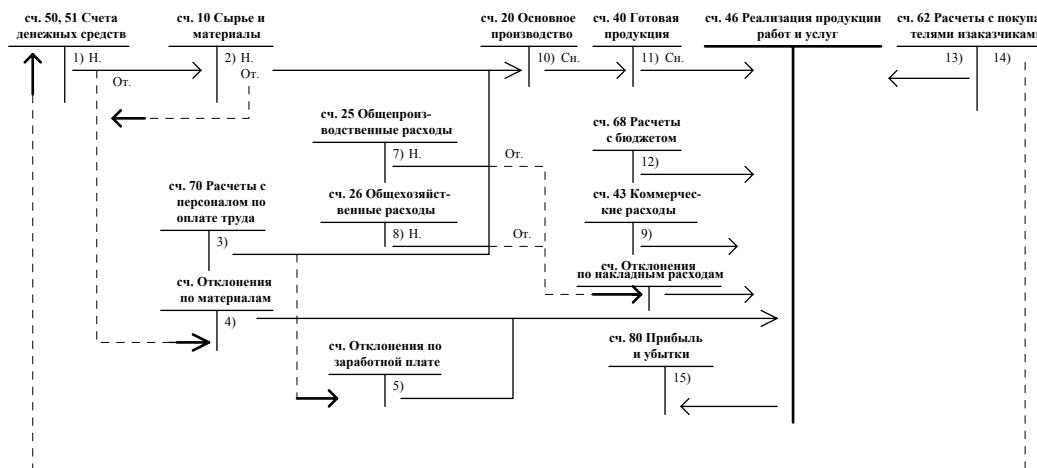 сч. 50, 51 Счета
денежных средств
1) Н.
От.
сч. 10 Сырье и
материалы
2) Н.
От.
сч. 20 Основное
производство
10) Сн.
сч. 40 Готовая
продукция
11) Сн.
сч. 46 Реализация продукции
работ и услуг
сч. 62 Расчеты с покупа-
телями изаказчиками
13)
14)
сч. 25 Общепроиз-
водственные расходы
7) Н.
От.
сч. 68 Расчеты
с бюджетом
12)
сч. 70 Расчеты с
персоналом по
оплате труда
3)
сч. 26 Общехозяйст-
венные расходы
8) Н.
От.
сч. 43 Коммерчес-
кие расходы
9)
сч. Отклонения
по накладным расходам
сч. Отклонения
по материалам
4)
сч. Отклонения по
заработной плате
5)
сч. 80 Прибыль
и убытки
15)